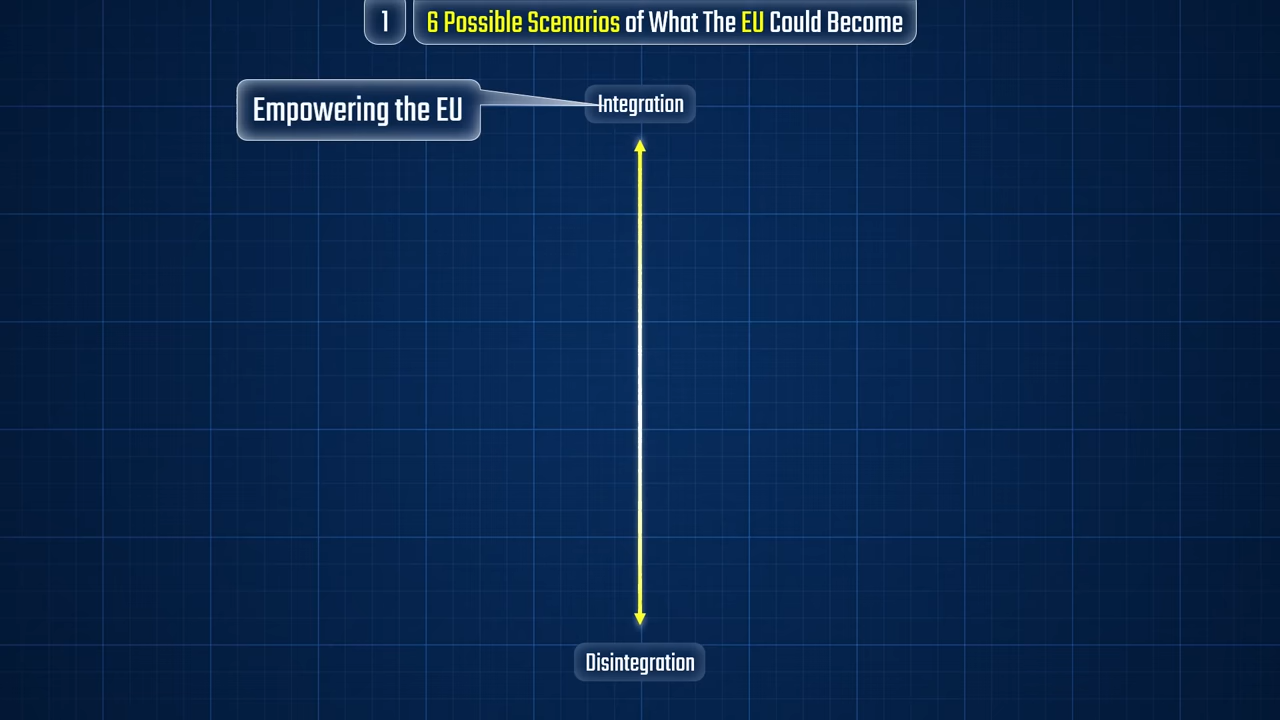 1
6 Possible Scenarios of What The EU Could Become
Empowering the EU
Integration
Disintegration